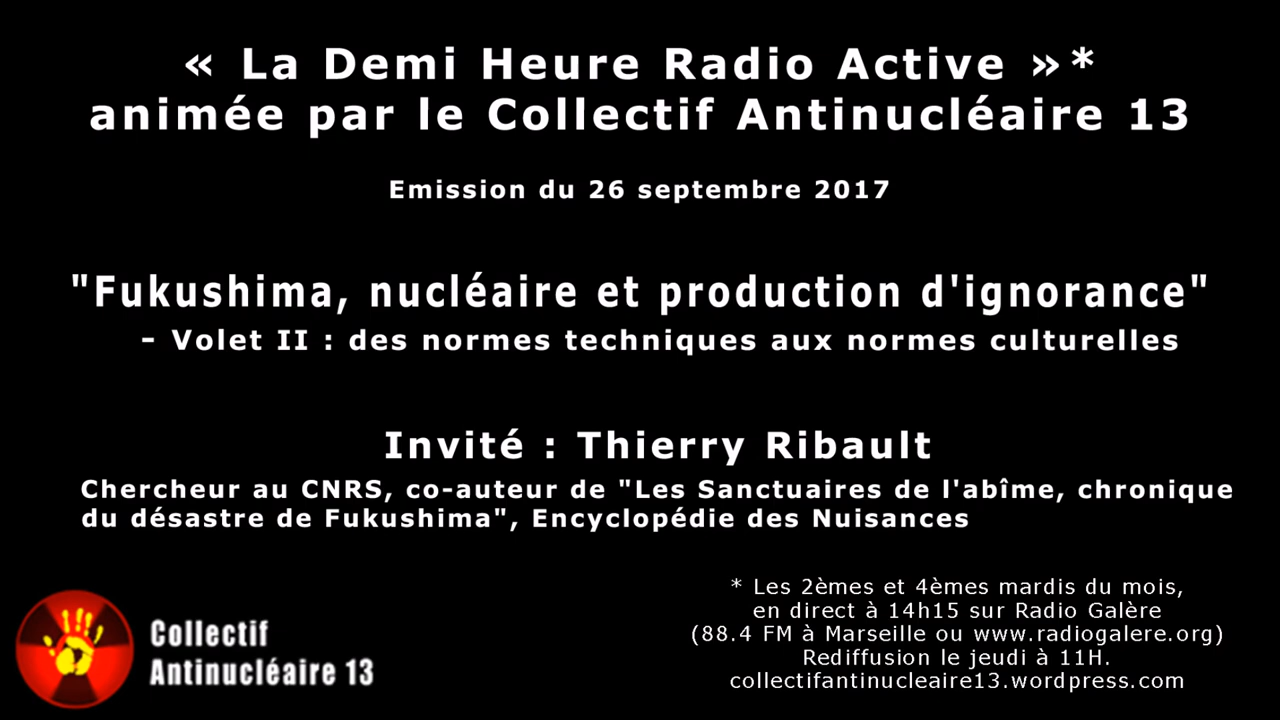 « La Demi Heure Radio Active »*
animée par le Collectif Antinucléaire 13
Emission du 26 septembre 2017
"Fukushima, nucléaire et production d'ignorance"
- Volet II : des normes techniques aux normes culturelles
Invité : Thierry Ribault
Chercheur au CNRS, co-auteur de "Les Sanctuaires de l'abîme, chronique
du désastre de Fukushima", Encyclopédie des Nuisances
* Les 2èmes et 4èmes mardis du mois,
en direct à 14h15 sur Radio Galère
(88.4 FM à Marseille ou www.radiogalere.org)
Rediffusion le jeudi à 11H.
collectifantinucleaire13.wordpress.com
Collectif
Antinucléaire 13